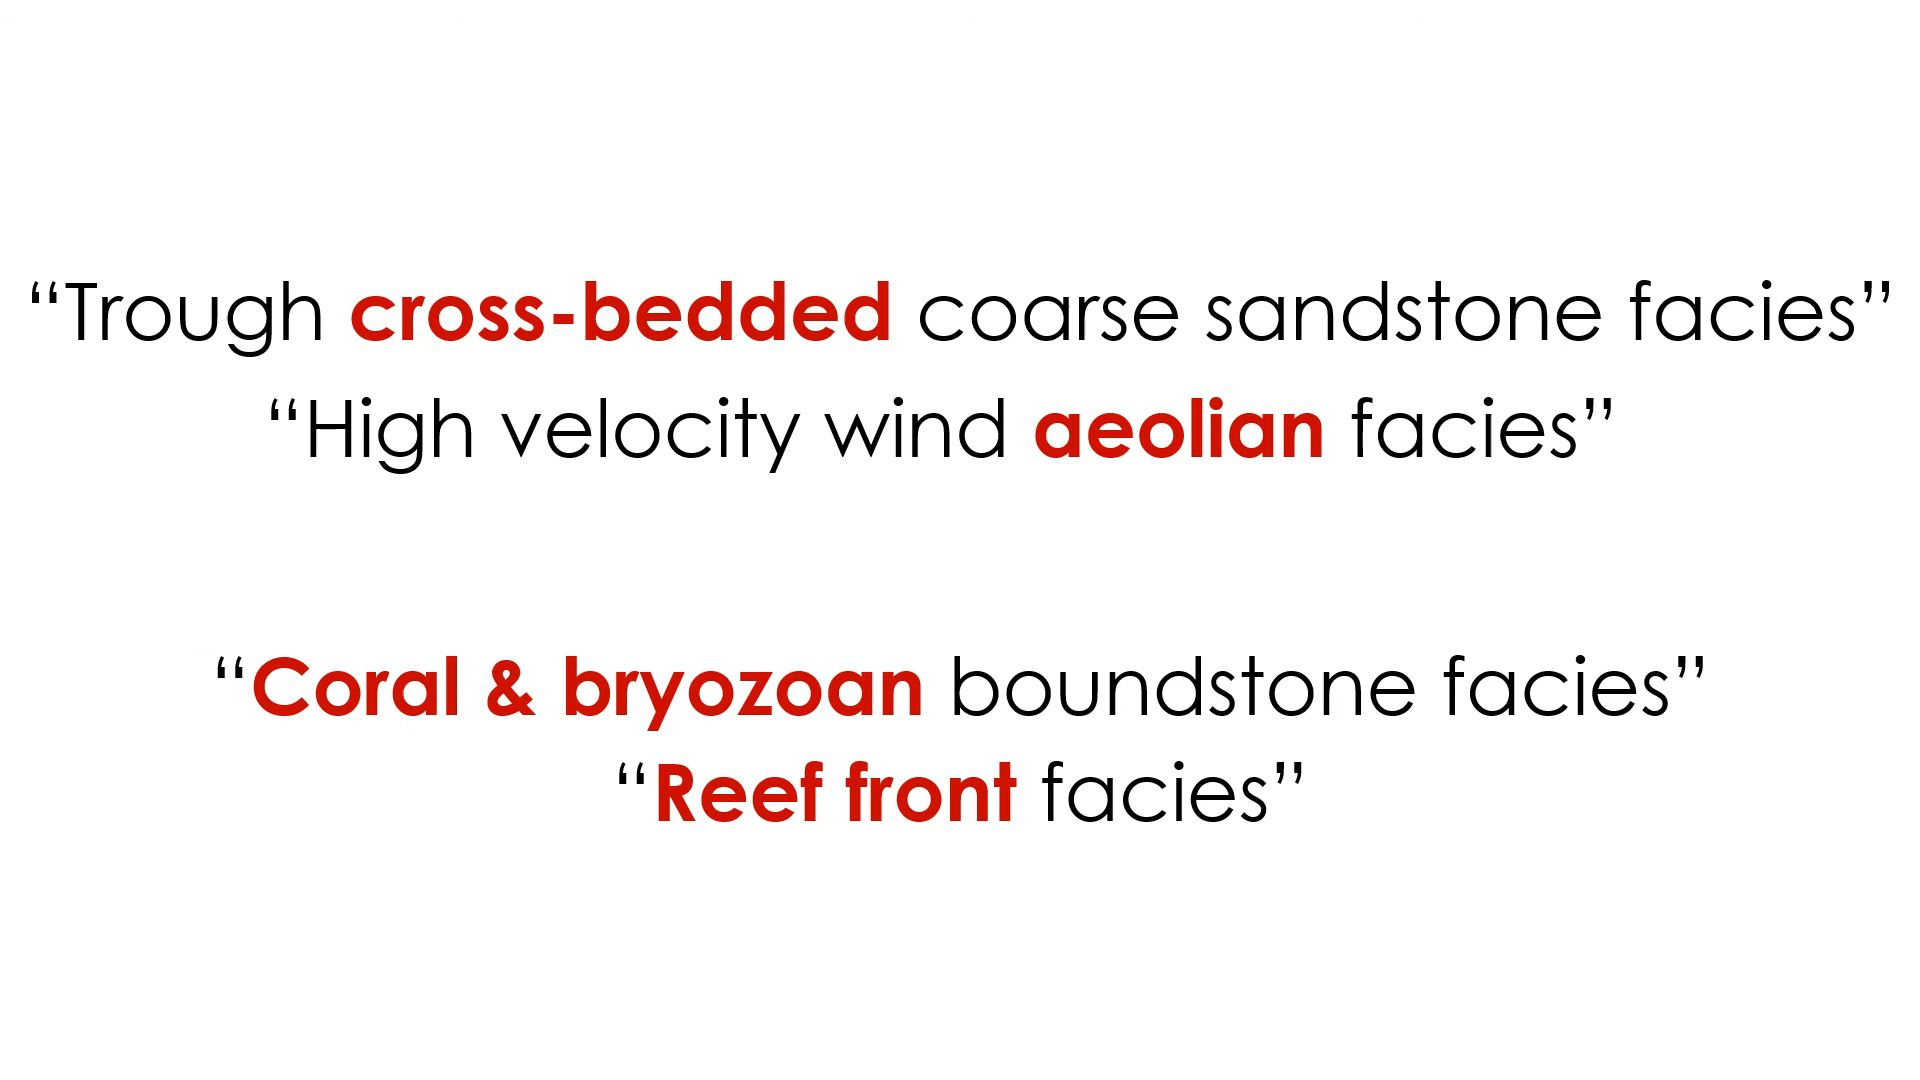 “Trough cross-bedded coarse sandstone facies”
“High velocity wind aeolian facies”
“Coral & bryozoan boundstone facies”
“Reef front facies”